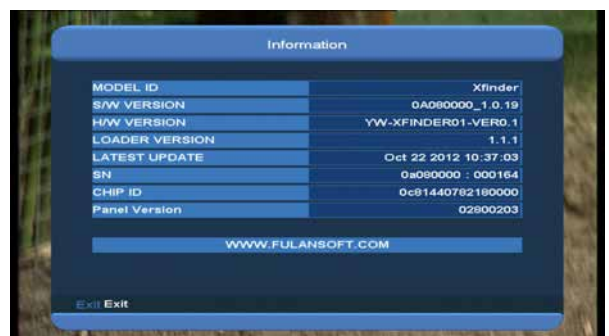 Information
MODEL ID Xfinder
S/W VERSION 0A080000_1.0.19
H/W VERSION YW-XFINDER01-VER0.1
LOADER VERSION 1.1.1
LATEST UPDATE Oct 22 2012 10:37:03
SN 0a080000 : 000164
CHIP ID 0c81440782180000
Panel Version 02800203
WWW.FULANSOFT.COM
Exit Exit